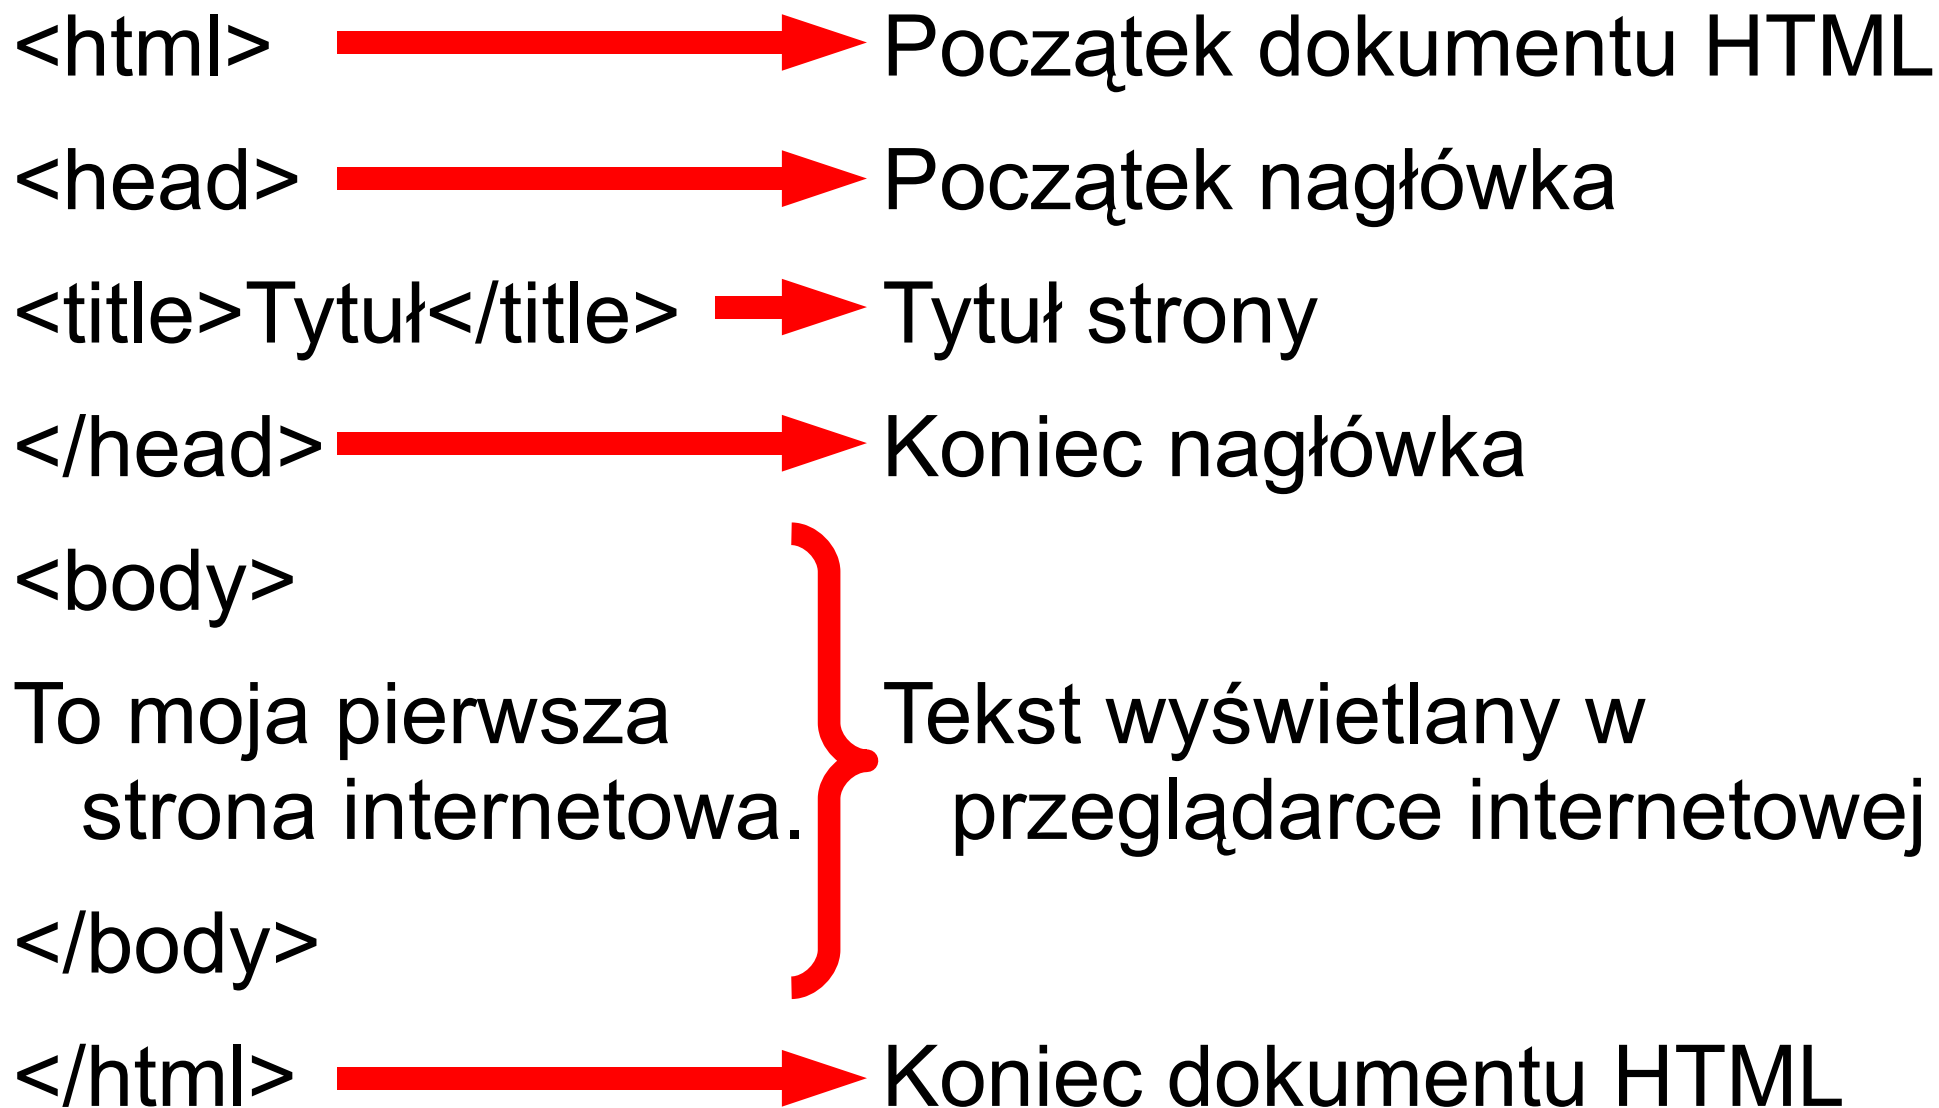 <html> Początek dokumentu HTML
<head> Początek nagłówka
<title>Tytuł</title> Tytuł strony
</head> Koniec nagłówka
<body>
To moja pierwsza Tekst wyświetlany w
strona internetowa. przeglądarce internetowej
</body>
</html> Koniec dokumentu HTML